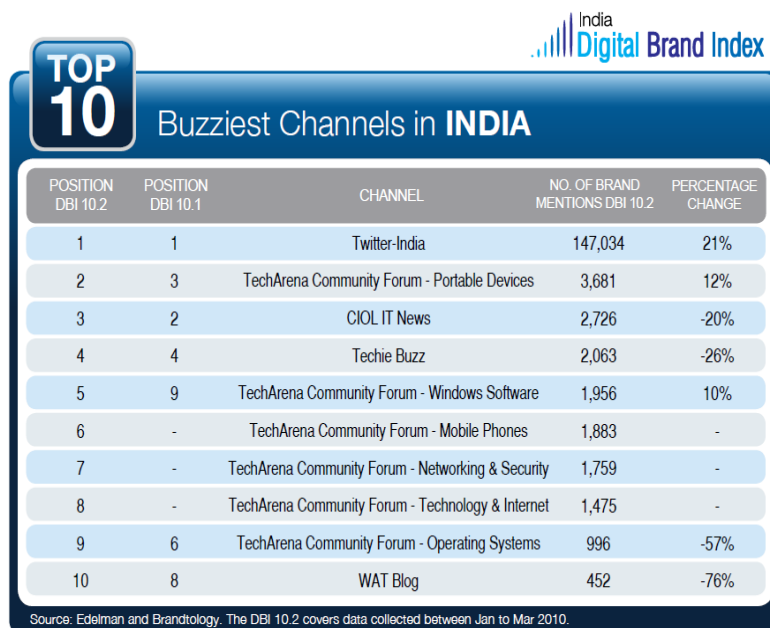 India
Digital Brand Index
TOP
10
Buzziest Channels in INDIA
POSITION DBI 10.2 POSITION DBI 10.1 CHANNEL NO. OF BRAND MENTIONS DBI 10.2 PERCENTAGE CHANGE
1 1 Twitter-India 147,034 21%
2 3 TechArena Community Forum - Portable Devices 3,681 12%
3 2 CIOL IT News 2,726 -20%
4 4 Techie Buzz 2,063 -26%
5 9 TechArena Community Forum - Windows Software 1,956 10%
6 - TechArena Community Forum - Mobile Phones 1,883 -
7 - TechArena Community Forum - Networking & Security 1,759 -
8 - TechArena Community Forum - Technology & Internet 1,475 -
9 6 TechArena Community Forum - Operating Systems 996 -57%
10 8 WAT Blog 452 -76%
Source: Edelman and Brandtology. The DBI 10.2 covers data collected between Jan to Mar 2010.